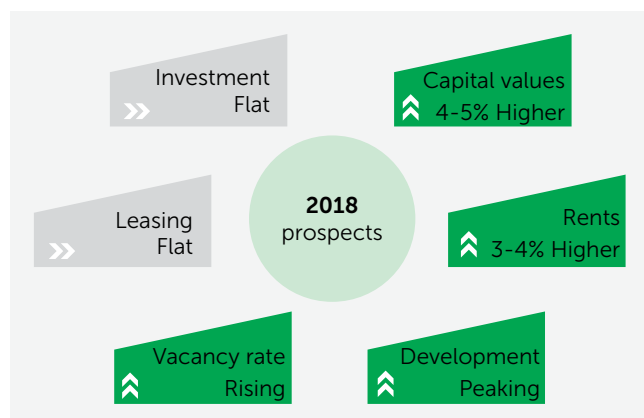 Investment
Flat
Capital values
4-5% Higher
Leasing
Flat
2018
prospects
Rents
3-4% Higher
Vacancy rate
Rising
Development
Peaking